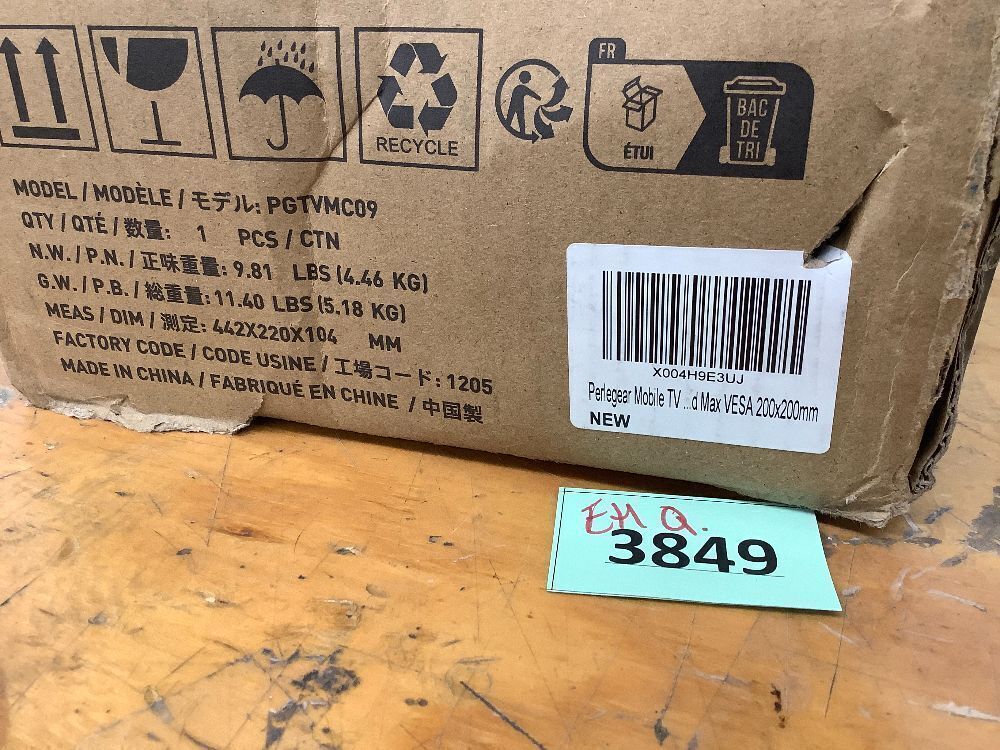 RECYCLE
FR
ÉTUI
BAC
DE
TRI
MODEL / MODÈLE / モデル: PGTVMC09
QTY / QTÉ / 数量: 1 PCS / CTN
N.W. / P.N. / 正味重量: 9.81 LBS (4.46 KG)
G.W. / P.B. / 総重量: 11.40 LBS (5.18 KG)
MEAS / DIM / 測定: 442X220X104 MM
FACTORY CODE / CODE USINE / 工場コード: 1205
MADE IN CHINA / FABRIQUÉ EN CHINE / 中国製
X004H9E3UJ
Perlegear Mobile TV ...d Max VESA 200x200mm
NEW
EH Q.
3849